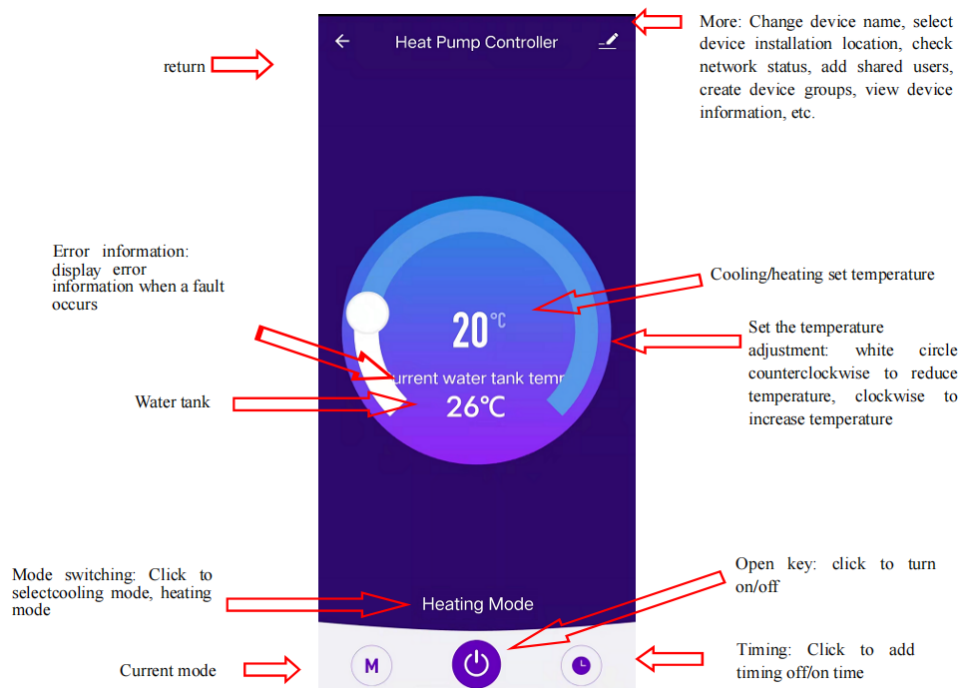 Heat Pump Controller
return
More: Change device name, select
device installation location, check
network status, add shared users,
create device groups, view device
information, etc.
Error information:
display error
information when a fault
occurs
Cooling/heating set temperature
20°C
Set the temperature
adjustment: white circle
counterclockwise to reduce
temperature, clockwise to
increase temperature
urrent water tank tem
Water tank
26°C
Mode switching: Click to
selectcooling mode, heating
mode
Open key: click to turn
on/off
Heating Mode
Current mode
M
Timing: Click to add
timing off/on time